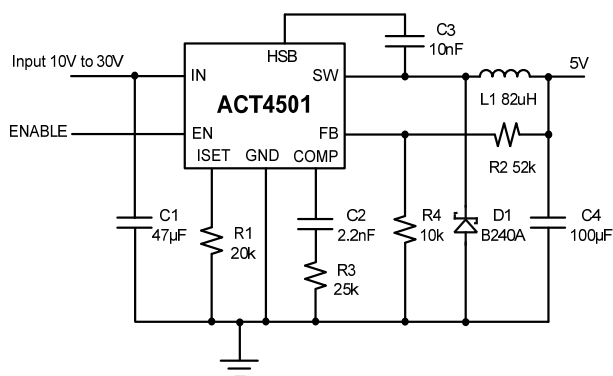 C3
10nF
HSB
Input 10V to 30V
IN
SW
5V
ACT4501
L1 82uH
ENABLE
EN
FB
ISET
GND
COMP
R2 52k
C1
47µF
R1
20k
C2
2.2nF
R3
25k
R4
10k
D1
B240A
C4
100µF